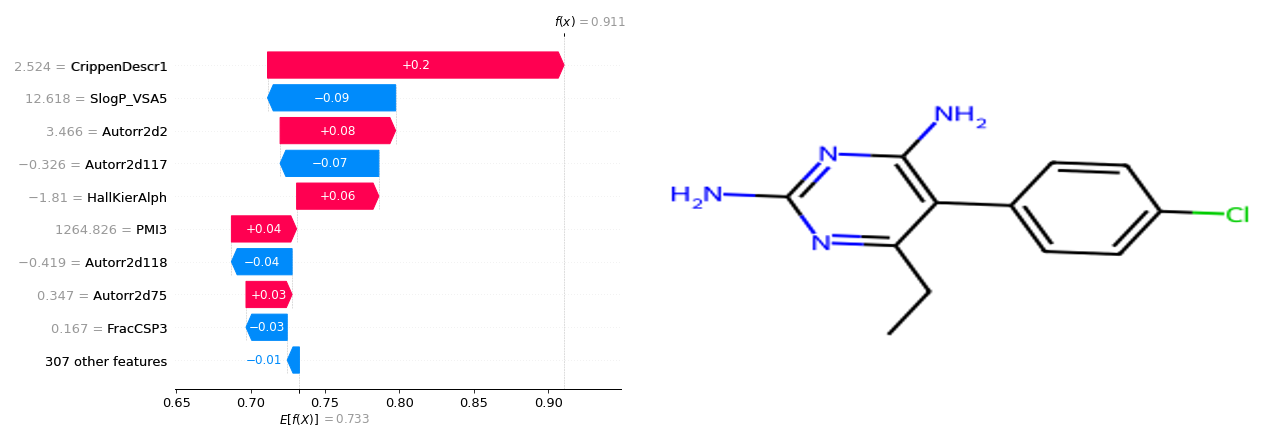 f(x) = 0.911
2.524 = CrippenDescr1
+0.2
12.618 = SlogP_VSA5
−0.09
3.466 = Autorr2d2
+0.08
−0.326 = Autorr2d117
−0.07
−1.81 = HallKierAlph
+0.06
1264.826 = PMI3
+0.04
−0.419 = Autorr2d118
−0.04
0.347 = Autorr2d75
+0.03
0.167 = FracCSP3
−0.03
307 other features
−0.01
0.65 0.70 0.75 0.80 0.85 0.90
E[f(X)] = 0.733
NH2
N
H2N
N
Cl